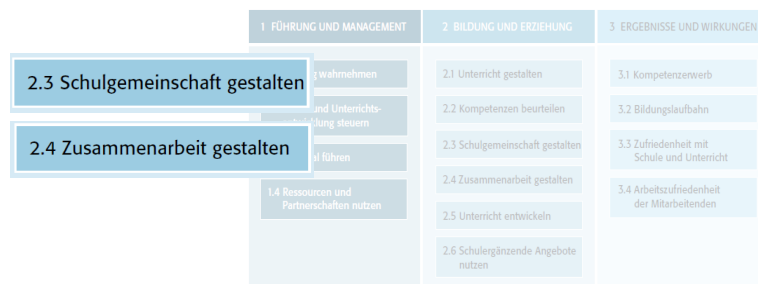 1 FÜHRUNG UND MANAGEMENT
2 BILDUNG UND ERZIEHUNG
3 ERGEBNISSE UND WIRKUNGEN
2.3 Schulgemeinschaft gestalten
2.4 Zusammenarbeit gestalten
wahrnehmen
und Unterrichts-
steuern
führen
1.4 Ressourcen und
Partnerschaften nutzen
2.1 Unterricht gestalten
2.2 Kompetenzen beurteilen
2.3 Schulgemeinschaft gestalten
2.4 Zusammenarbeit gestalten
2.5 Unterricht entwickeln
2.6 Schulergänzende Angebote
nutzen
3.1 Kompetenzerwerb
3.2 Bildungslaufbahn
3.3 Zufriedenheit mit
Schule und Unterricht
3.4 Arbeitszufriedenheit
der Mitarbeitenden